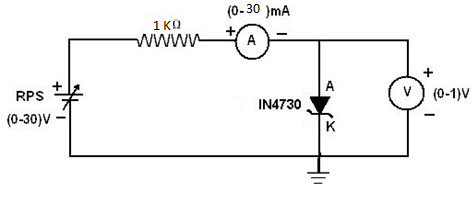 (0-30 )mA
1 KΩ
+ A −
A
+
RPS
+
V
(0-1)V
IN4730
(0-30)V
−
−
K